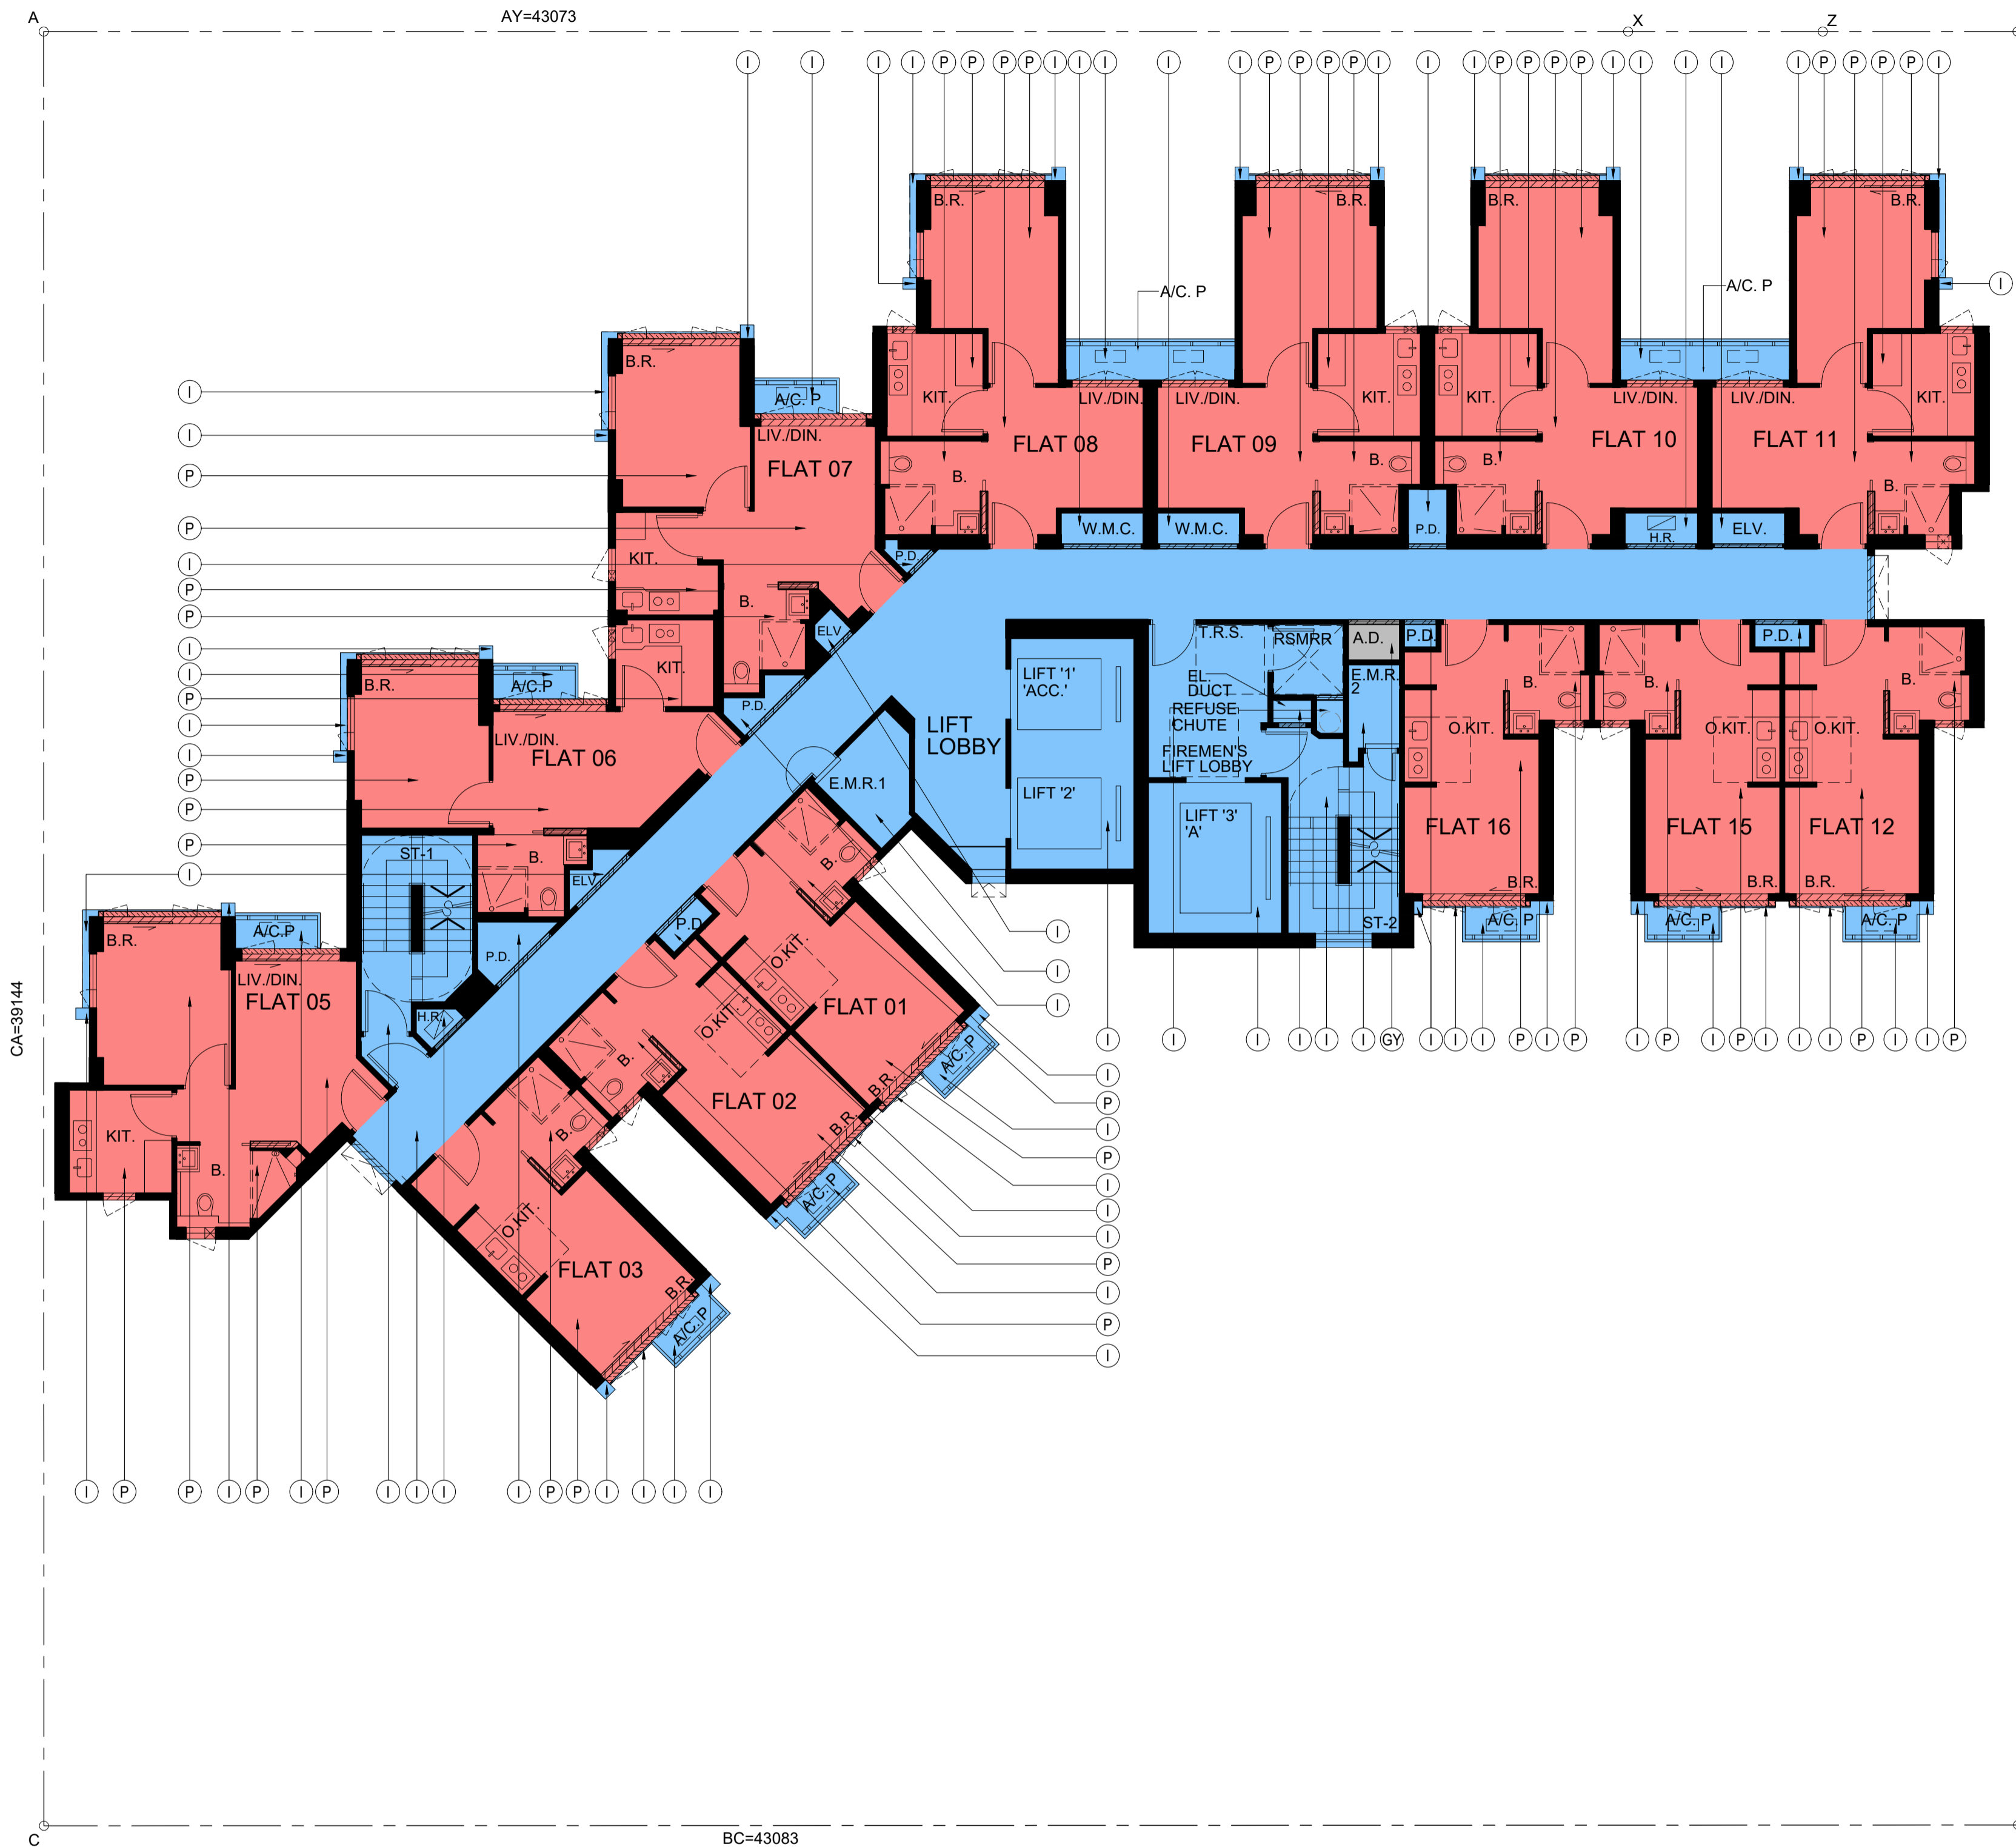 A
AY=43073
X
Z
I I I I P P P P I I I I I P P P P I I I P P P P I I I I I P P P P I
B.R.
B.R.
B.R.
B.R.
A/C. P
A/C. P
I
B.R.
A/C. P
I
I
P
KIT.
LIV./DIN.
LIV./DIN.
KIT.
KIT.
LIV./DIN.
LIV./DIN.
KIT.
LIV./DIN.
FLAT 07
FLAT 08
FLAT 09
FLAT 10
FLAT 11
B.
B.
B.
B.
P
W.M.C.
W.M.C.
P.D.
H.R.
ELV.
I
P
P
KIT.
P.D.
B.
ELV
T.R.S.
RSMRR
A.D.
P.D.
P.D.
I
I
P
I
I
P
P
P
I
KIT.
B.R.
A/C.P
P.D.
LIFT '1'
'ACC.'
EL.
DUCT
REFUSE
CHUTE
E.M.R.
2
B.
B.
B.
LIV./DIN.
FLAT 06
LIFT
LOBBY
FIREMEN'S
LIFT LOBBY
O.KIT.
O.KIT.
O.KIT.
E.M.R.1
LIFT '2'
LIFT '3'
'A'
FLAT 16
FLAT 15
FLAT 12
ST-1
B.
ELV
B.
B.R.
B.R.
B.R.
B.R.
A/C.P
P.D.
P.D
O.KIT.
ST-2
A/C. P
A/C. P
A/C. P
I
I
I
LIV./DIN.
FLAT 05
H.R.
O.KIT.
FLAT 01
CA=39144
I
I I I I I GY I I I P I P I P I P I I I P I I P
A/C. P
B.R.
B.
FLAT 02
I
P
I
P
I
I
I
P
I
P
I
KIT.
B.
B.
B.R.
A/C. P
O.KIT.
FLAT 03
B.R.
A/C. P
I P P I P I P I I I I P P I I I I
C
BC=43083